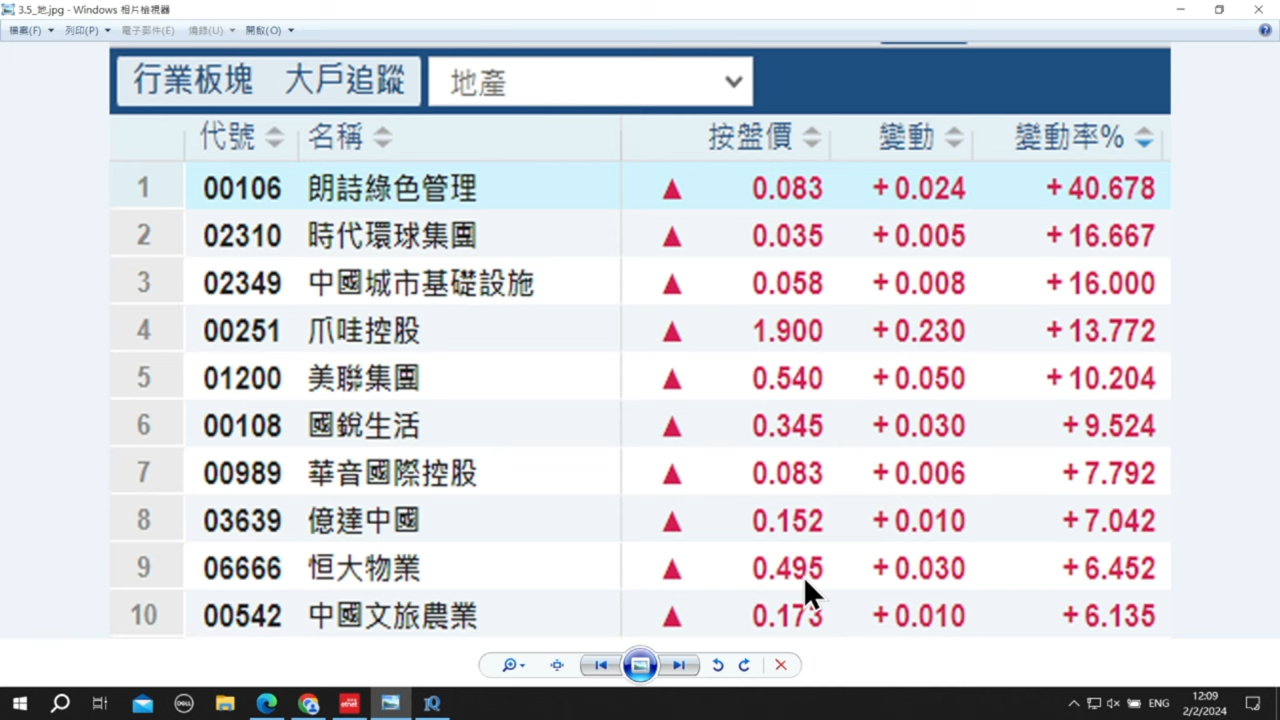 3.5_地.jpg - Windows 相片檢視器
檔案(F) 列印(P) 電子郵件(E) 燒錄(U) 開啟(O)
行業板塊 大戶追蹤 地產
代號 名稱 按盤價 變動 變動率%
1 00106 朗詩綠色管理 ▲ 0.083 +0.024 +40.678
2 02310 時代環球集團 ▲ 0.035 +0.005 +16.667
3 02349 中國城市基礎設施 ▲ 0.058 +0.008 +16.000
4 00251 爪哇控股 ▲ 1.900 +0.230 +13.772
5 01200 美聯集團 ▲ 0.540 +0.050 +10.204
6 00108 國銳生活 ▲ 0.345 +0.030 +9.524
7 00989 華音國際控股 ▲ 0.083 +0.006 +7.792
8 03639 億達中國 ▲ 0.152 +0.010 +7.042
9 06666 恒大物業 ▲ 0.495 +0.030 +6.452
10 00542 中國文旅農業 ▲ 0.173 +0.010 +6.135
DELL etnet IQ ENG 12:09
2/2/2024